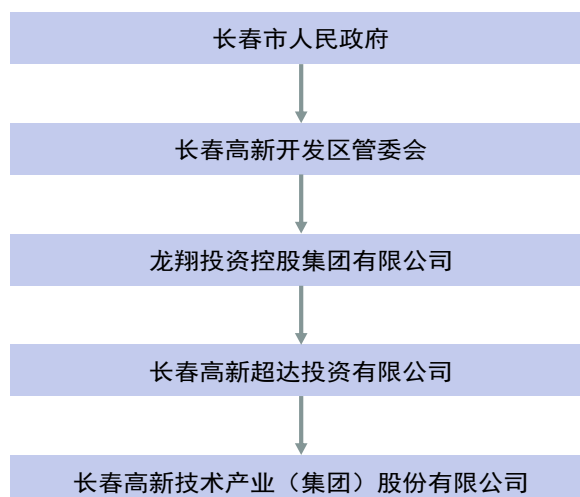 长春市人民政府
长春高新开发区管委会
龙翔投资控股集团有限公司
长春高新超达投资有限公司
长春高新技术产业（集团）股份有限公司